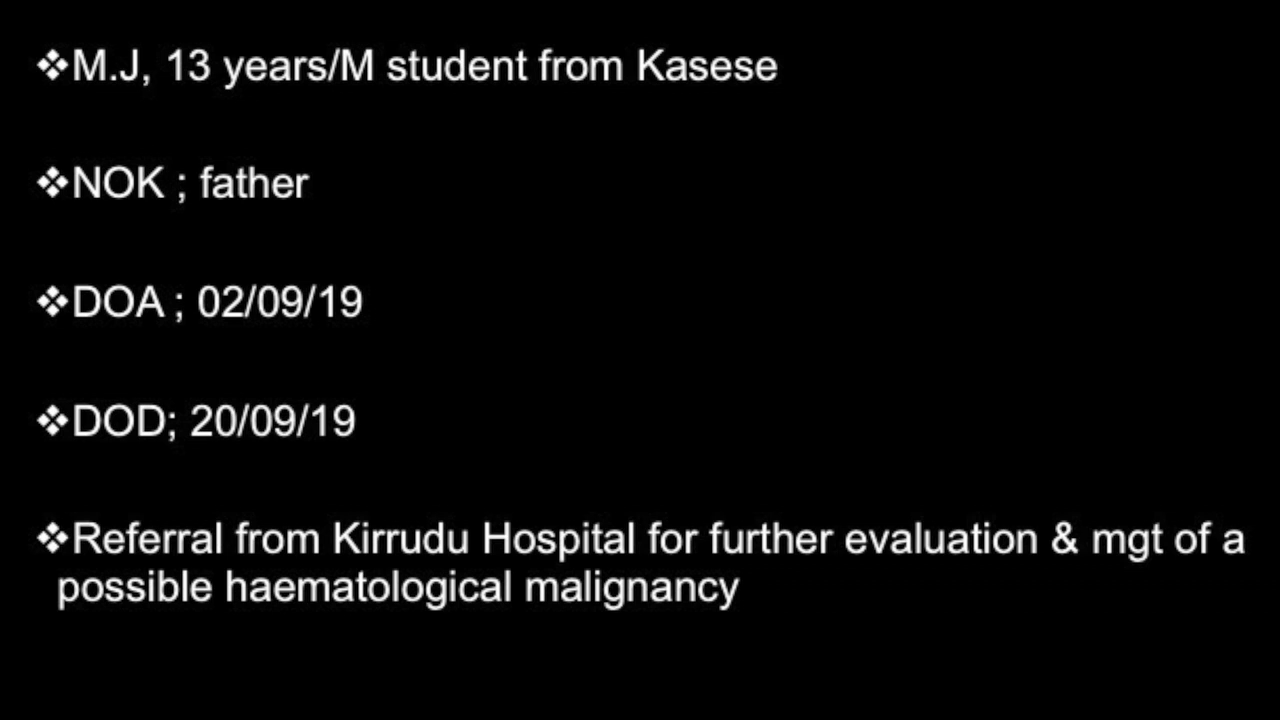 ❖M.J, 13 years/M student from Kasese
❖NOK ; father
❖DOA ; 02/09/19
❖DOD; 20/09/19
❖Referral from Kirrudu Hospital for further evaluation & mgt of a
possible haematological malignancy